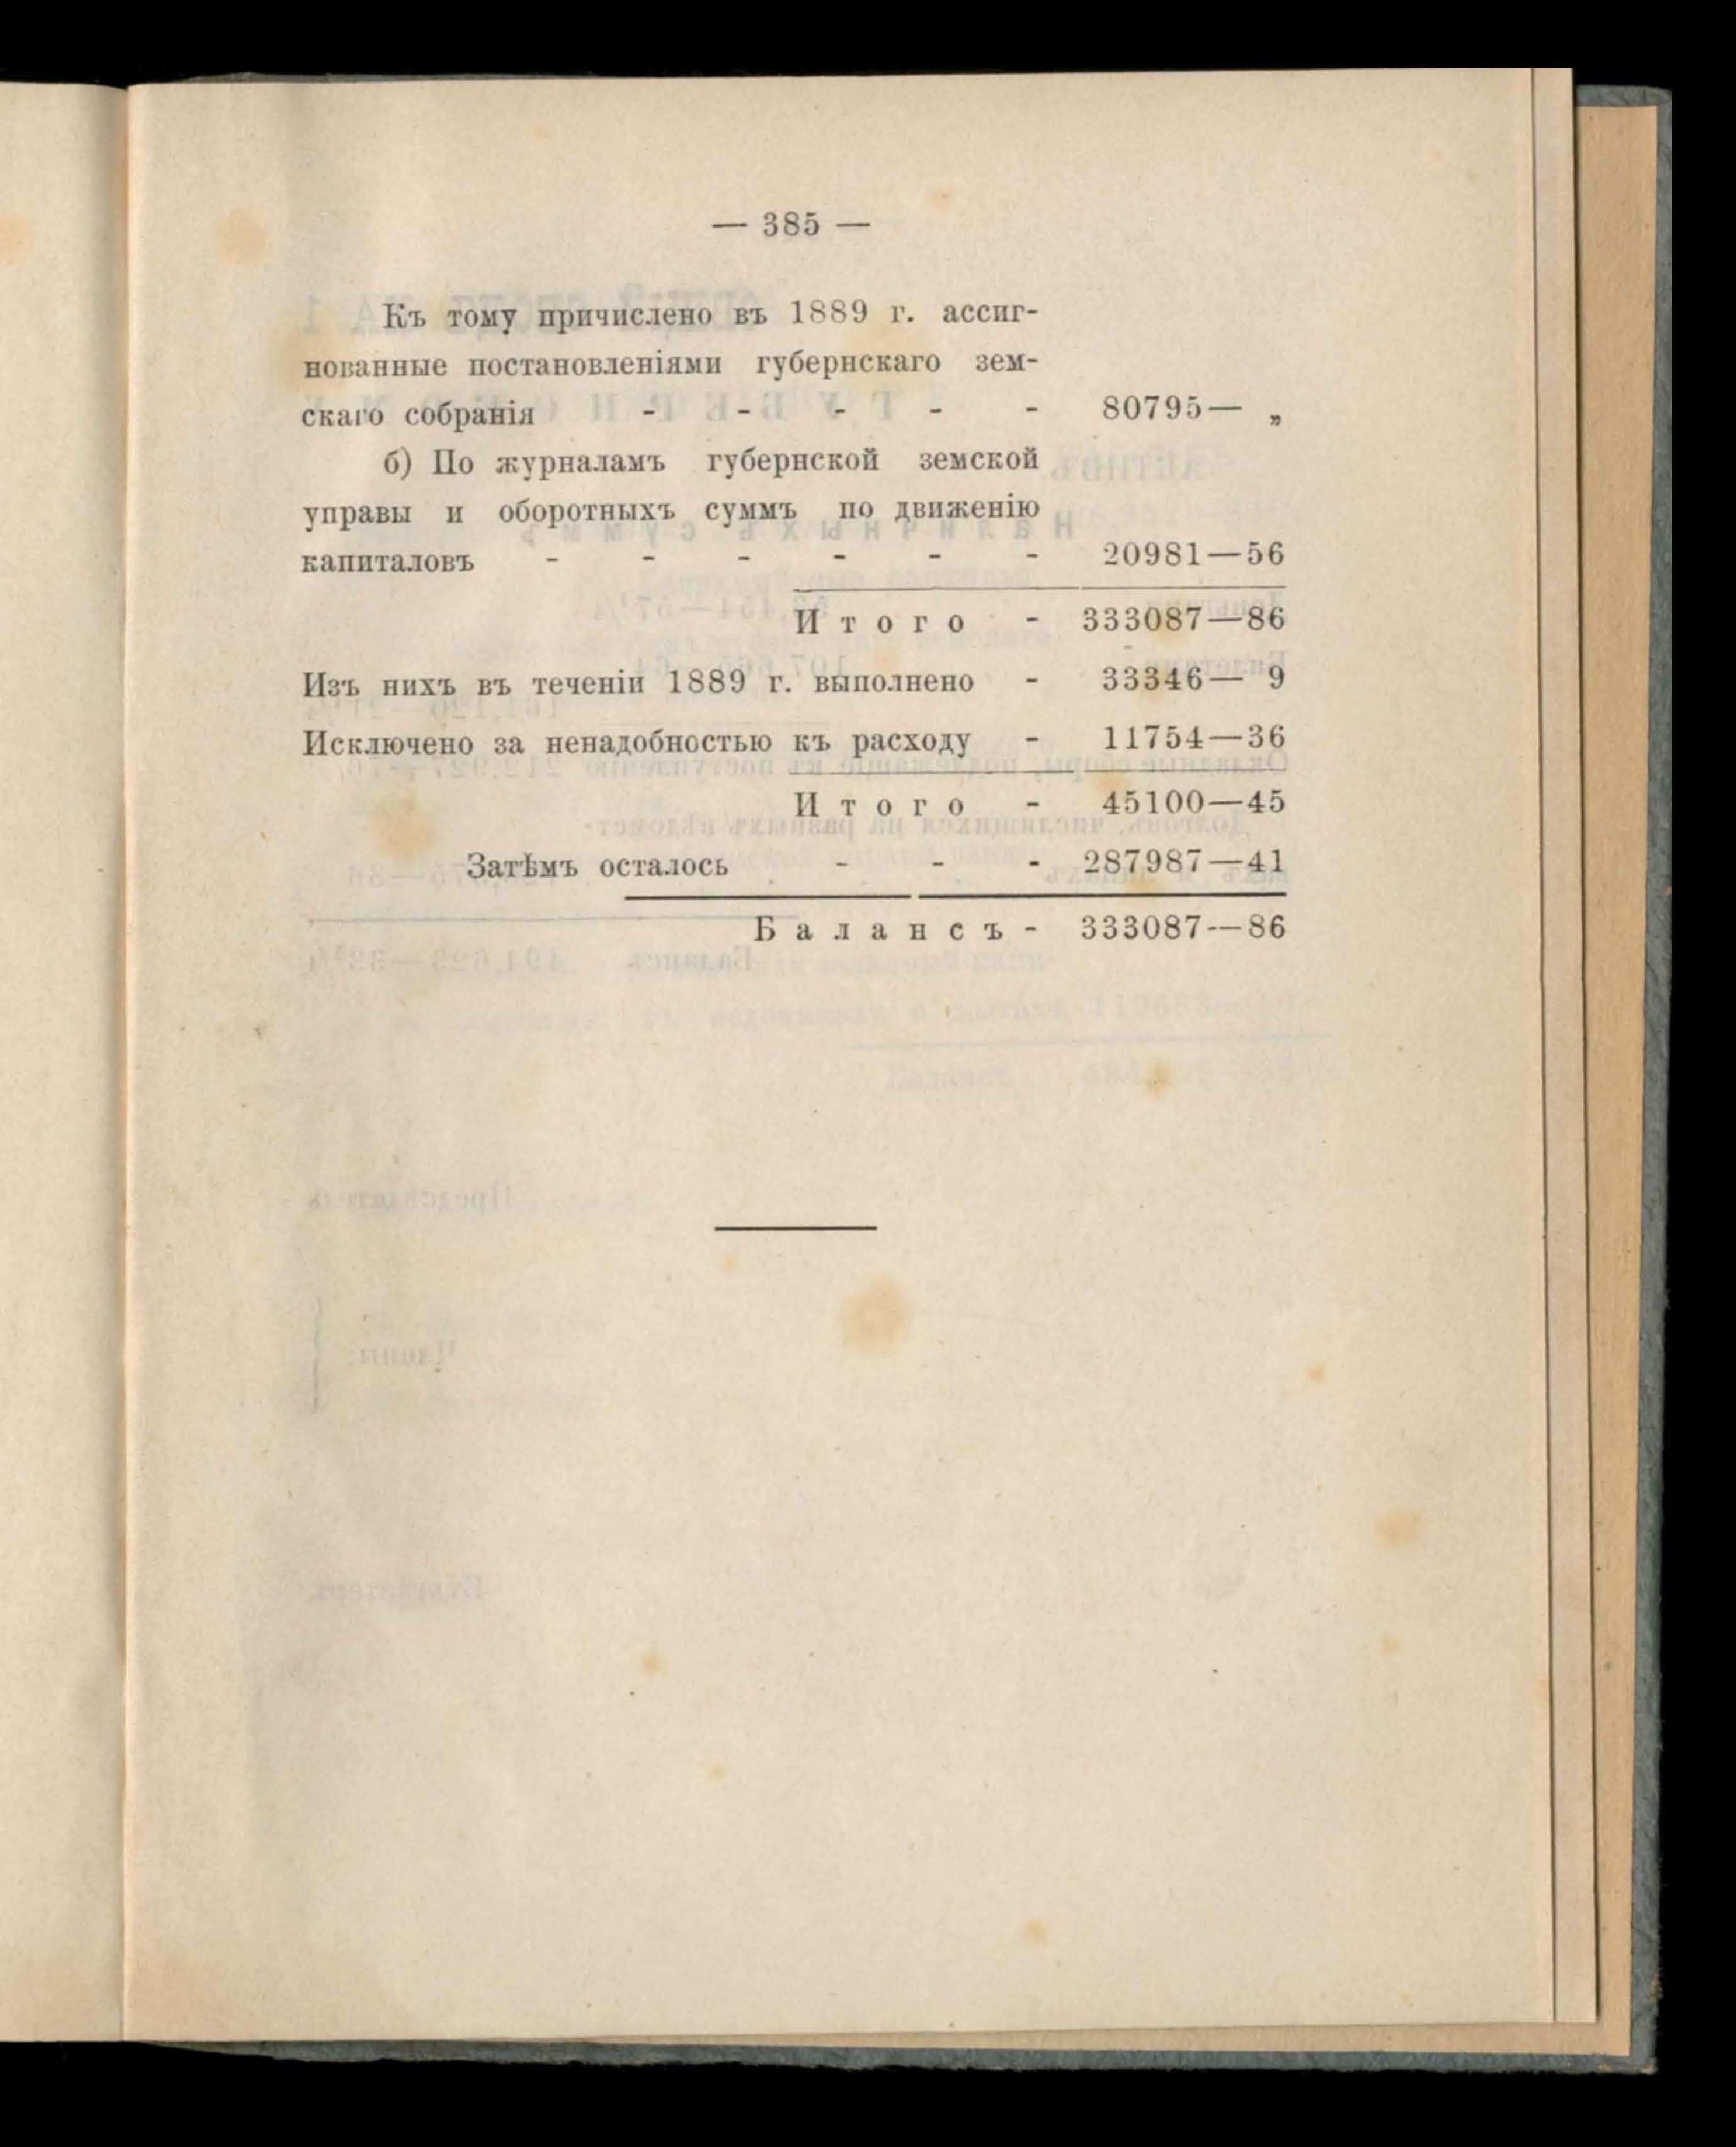 — 385 —
Къ тому причислено въ 1889 г. ассиг-
нованные постановленіями губернскаго зем-
скаго собранія - - - - - 80795— „
б) По журналамъ губернской земской
управы и оборотныхъ суммъ по движенію
капиталовъ - - - - - - 20981—56
Итого - 333087—86
Изъ нихъ въ теченіи 1889 г. выполнено - 33346— 9
Исключено за ненадобностью къ расходу - 11754—36
Итого - 45100—45
Затѣмъ осталось - - - 287987—41
Балансъ - 333087—86